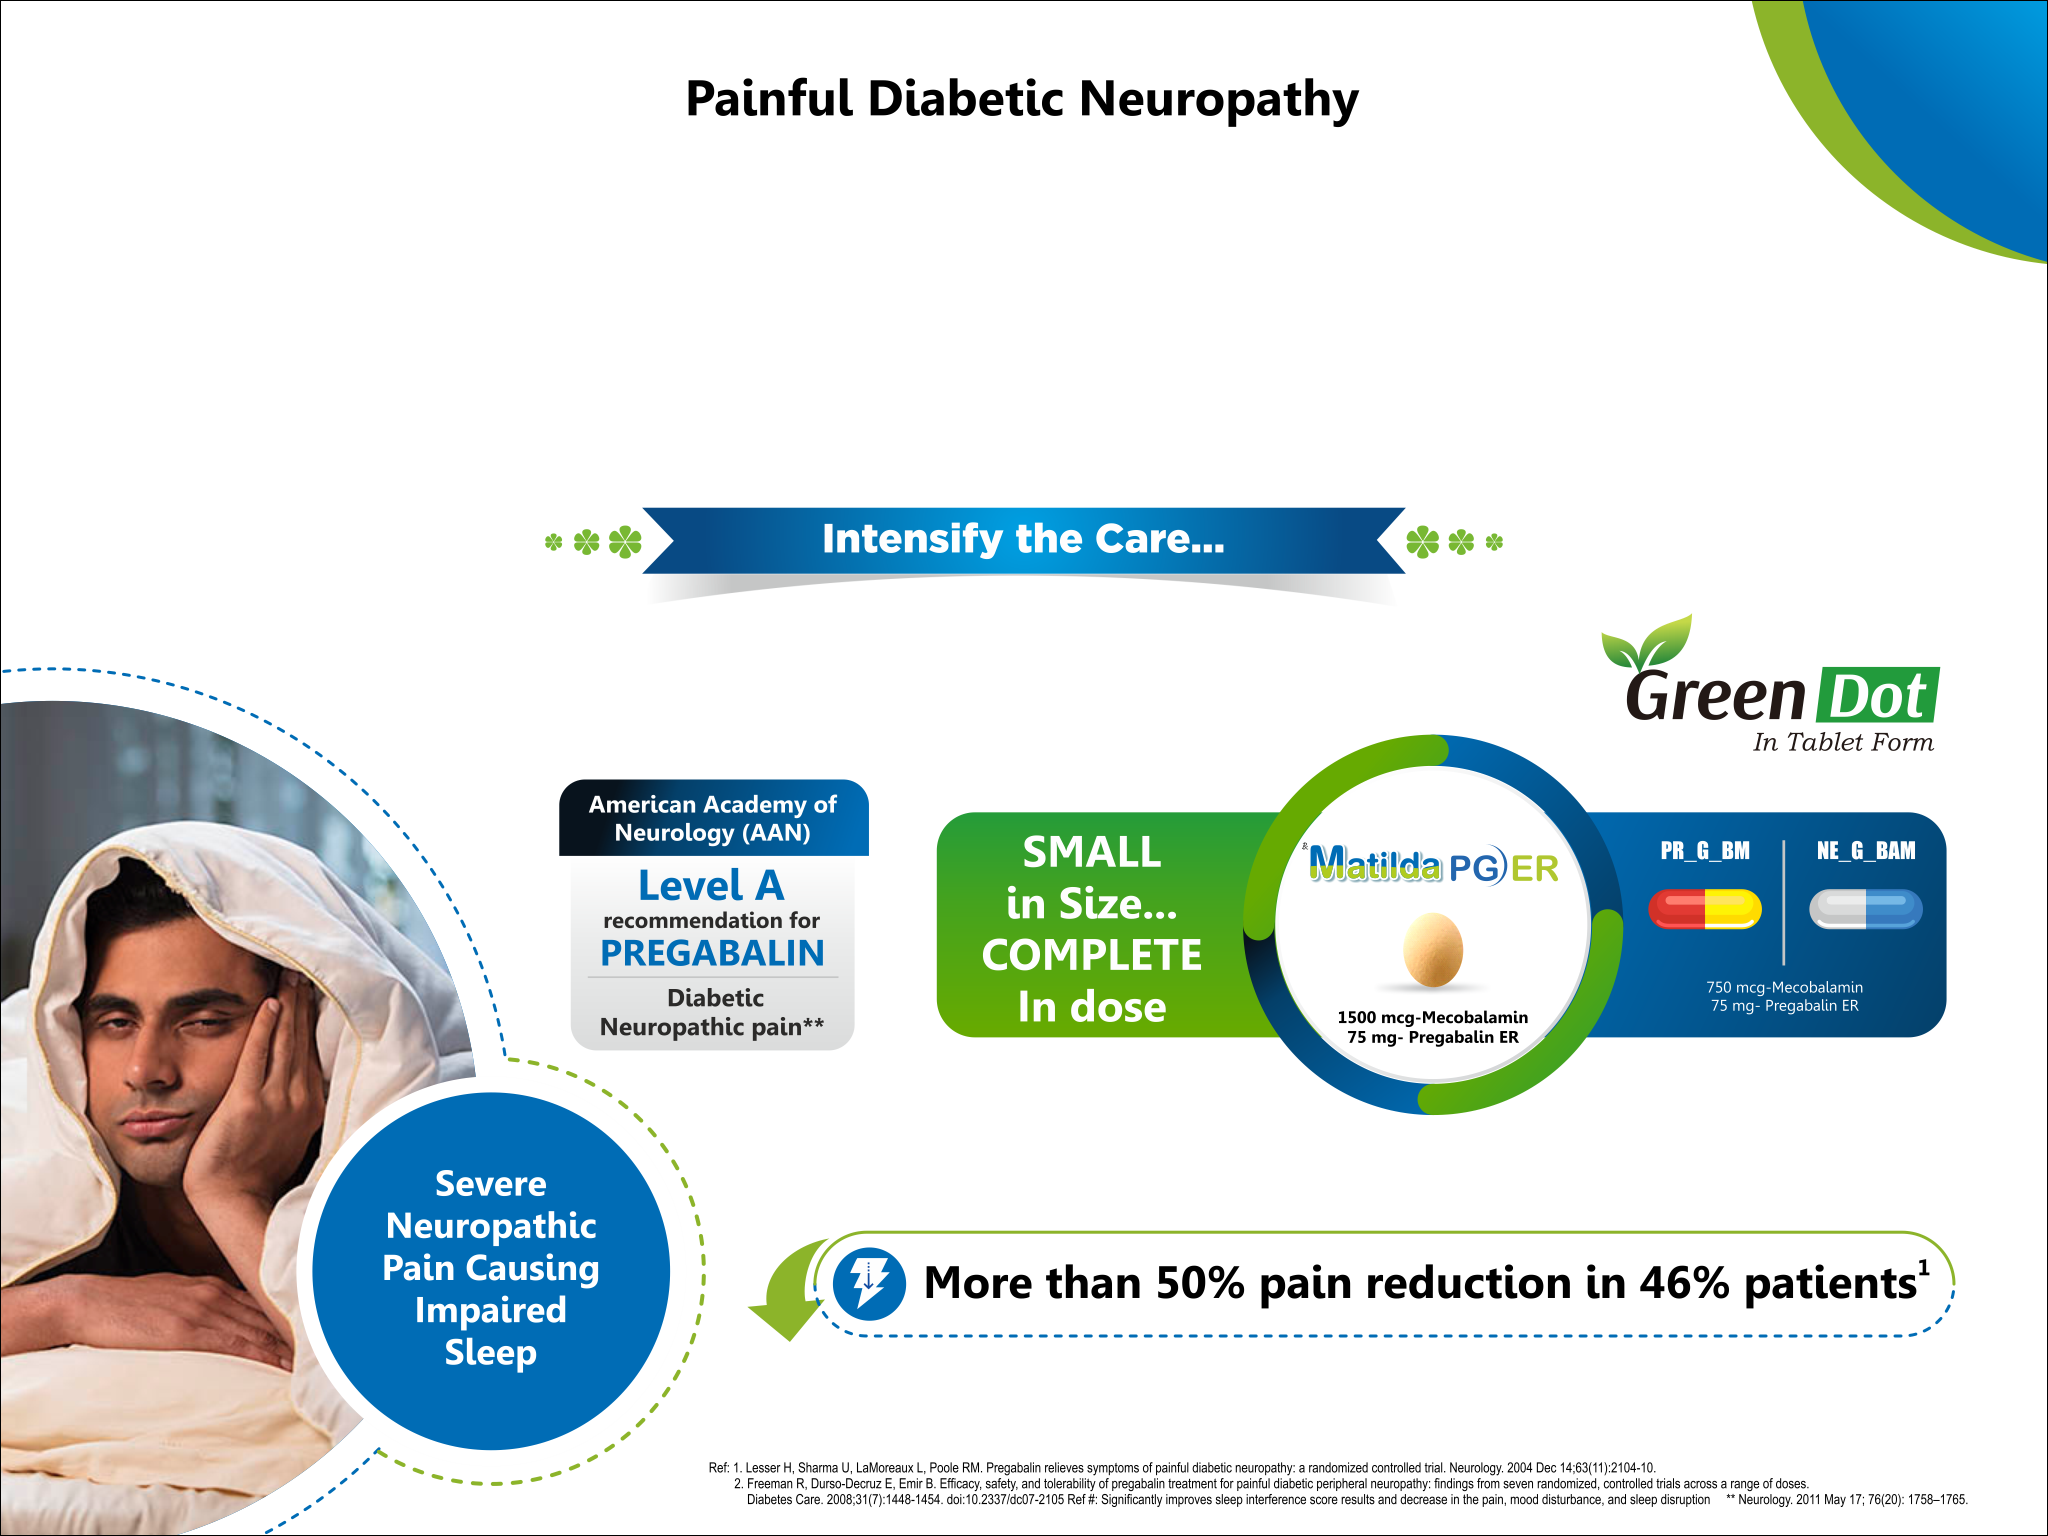 Painful Diabetic Neuropathy
Intensify the Care...
Green Dot
In Tablet Form
American Academy of
Neurology (AAN)
Level A
recommendation for
PREGABALIN
Diabetic
Neuropathic pain**
SMALL
in Size...
COMPLETE
In dose
Matilda PG ER
1500 mcg-Mecobalamin
75 mg- Pregabalin ER
PR_G_BM
NE_G_BAM
750 mcg-Mecobalamin
75 mg- Pregabalin ER
Severe
Neuropathic
Pain Causing
Impaired
Sleep
More than 50% pain reduction in 46% patients1
Ref: 1. Lesser H, Sharma U, LaMoreaux L, Poole RM. Pregabalin relieves symptoms of painful diabetic neuropathy: a randomized controlled trial. Neurology. 2004 Dec 14;63(11):2104-10.
2. Freeman R, Durso-Decruz E, Emir B. Efficacy, safety, and tolerability of pregabalin treatment for painful diabetic peripheral neuropathy: findings from seven randomized, controlled trials across a range of doses.
Diabetes Care. 2008;31(7):1448-1454. doi:10.2337/dc07-2105 Ref #: Significantly improves sleep interference score results and decrease in the pain, mood disturbance, and sleep disruption ** Neurology. 2011 May 17; 76(20): 1758–1765.